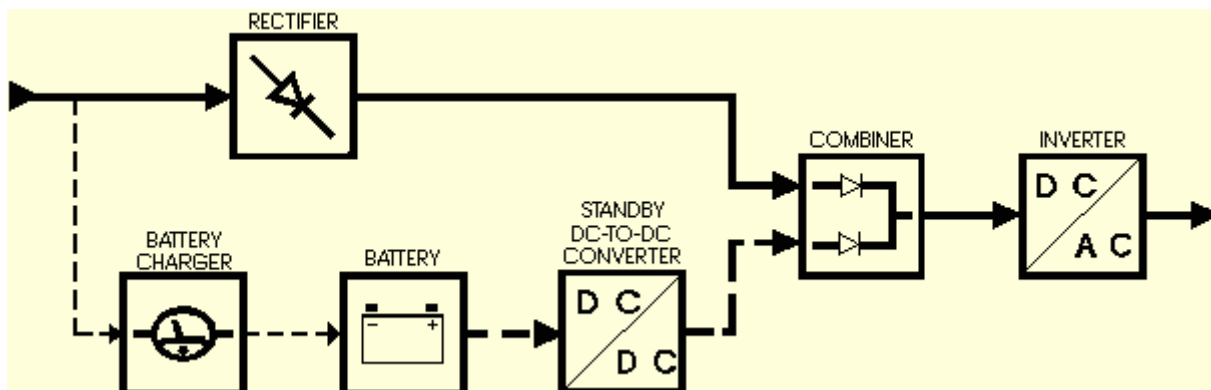 RECTIFIER
COMBINER
INVERTER
D C
A C
STANDBY
DC-TO-DC
CONVERTER
BATTERY
CHARGER
BATTERY
- +
D C
D C